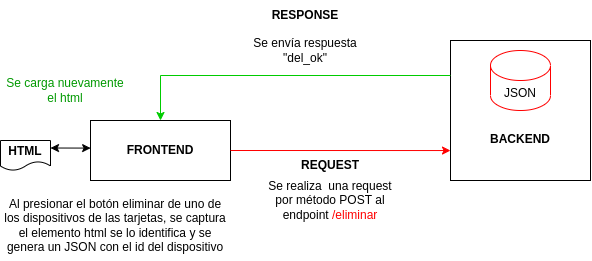 RESPONSE
Se envía respuesta
"del_ok"
Se carga nuevamente
el html
JSON
BACKEND
HTML
FRONTEND
REQUEST
Se realiza una request
por método POST al
endpoint /eliminar
Al presionar el botón eliminar de uno de
los dispositivos de las tarjetas, se captura
el elemento html se lo identifica y se
genera un JSON con el id del dispositivo